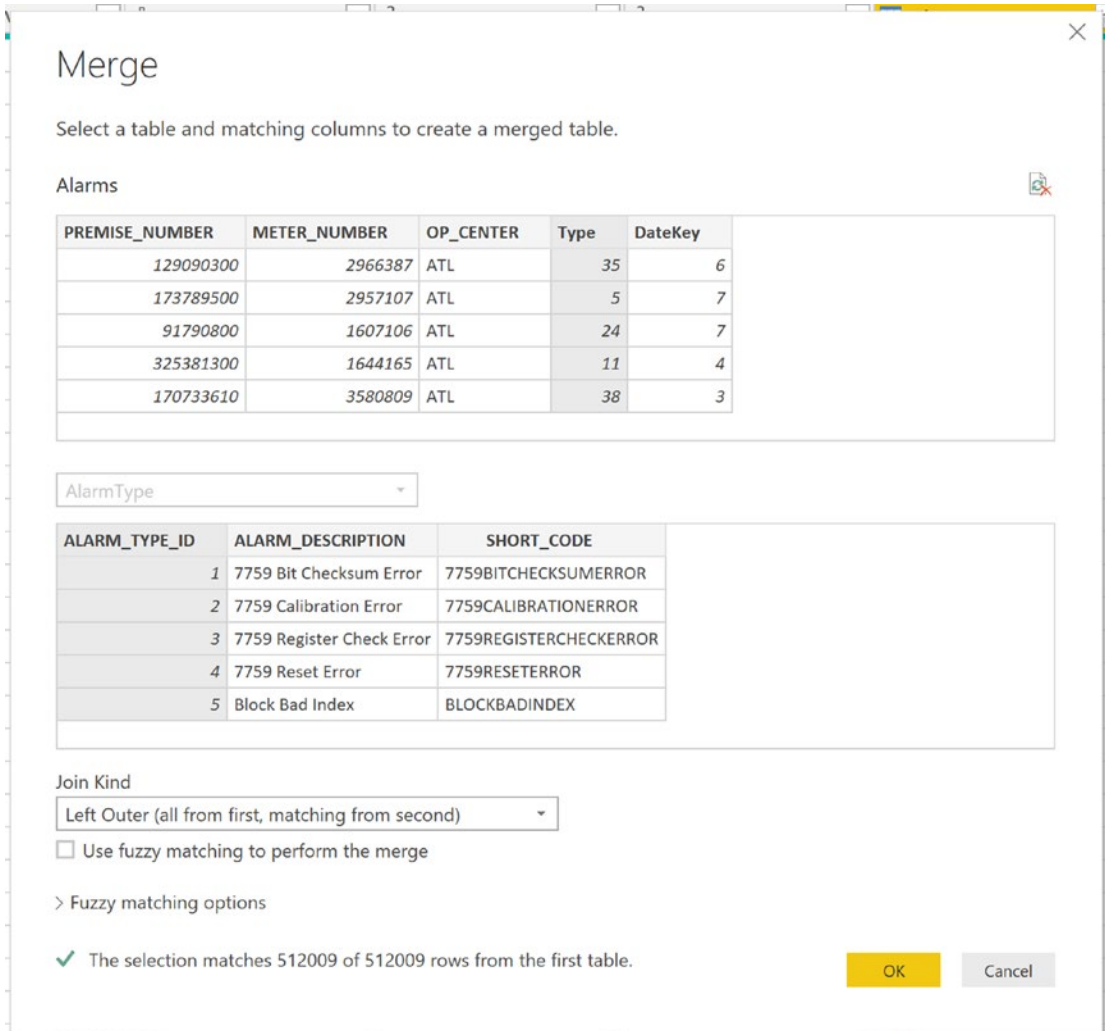 Merge
Select a table and matching columns to create a merged table.
Alarms
PREMISE_NUMBER METER_NUMBER OP_CENTER Type DateKey
129090300 2966387 ATL 35 6
173789500 2957107 ATL 5 7
91790800 1607106 ATL 24 7
325381300 1644165 ATL 11 4
170733610 3580809 ATL 38 3
AlarmType
ALARM_TYPE_ID ALARM_DESCRIPTION SHORT_CODE
1 7759 Bit Checksum Error 7759BITCHECKSUMERROR
2 7759 Calibration Error 7759CALIBRATIONERROR
3 7759 Register Check Error 7759REGISTERCHECKERROR
4 7759 Reset Error 7759RESETERROR
5 Block Bad Index BLOCKBADINDEX
Join Kind
Left Outer (all from first, matching from second)
Use fuzzy matching to perform the merge
> Fuzzy matching options
The selection matches 512009 of 512009 rows from the first table.
OK Cancel